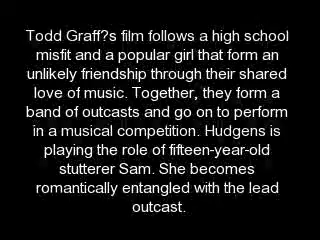 Todd Graff?s film follows a high school
misfit and a popular girl that form an
unlikely friendship through their shared
love of music. Together, they form a
band of outcasts and go on to perform
in a musical competition. Hudgens is
playing the role of fifteen-year-old
stutterer Sam. She becomes
romantically entangled with the lead
outcast.